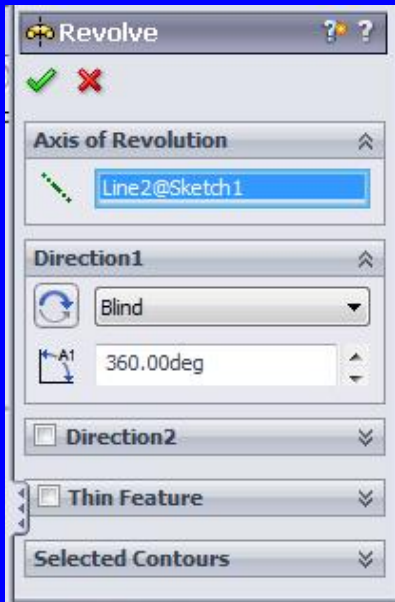 Revolve
Axis of Revolution
Line2@Sketch1
Direction1
Blind
A1
360.00deg
Direction2
Thin Feature
Selected Contours